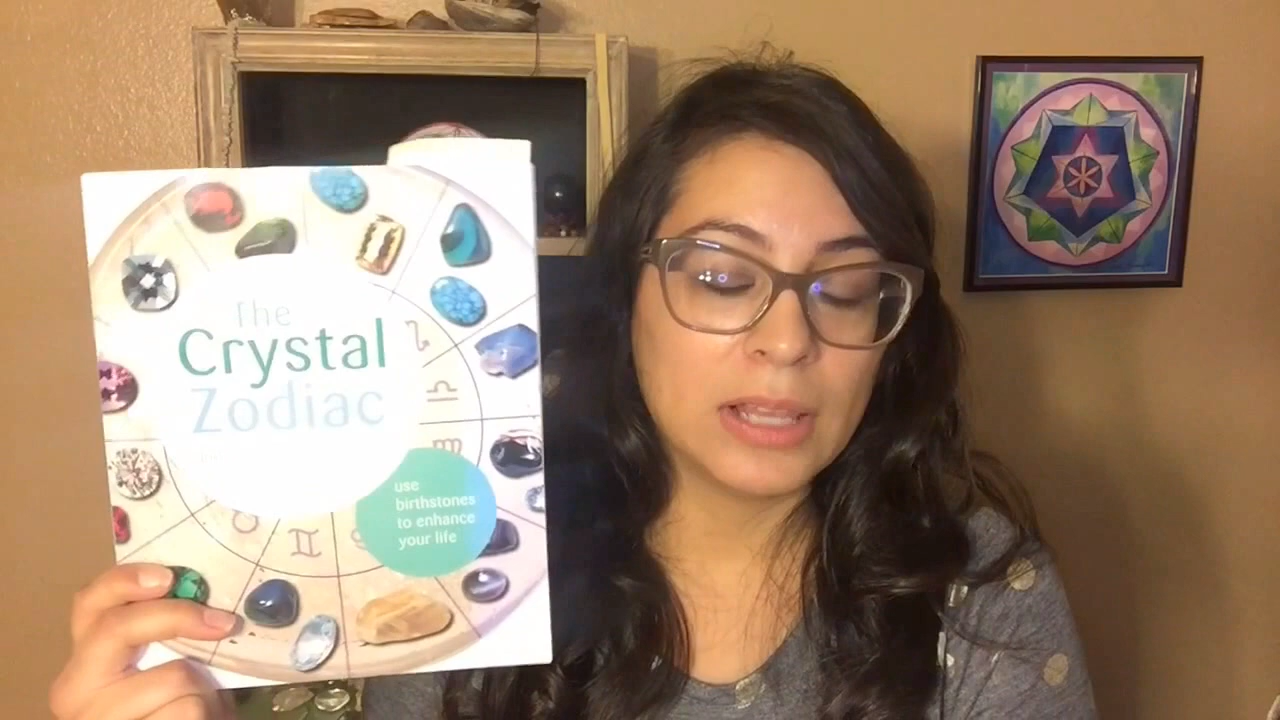 The
Crystal
Zodiac
use
birthstones
to enhance
your life